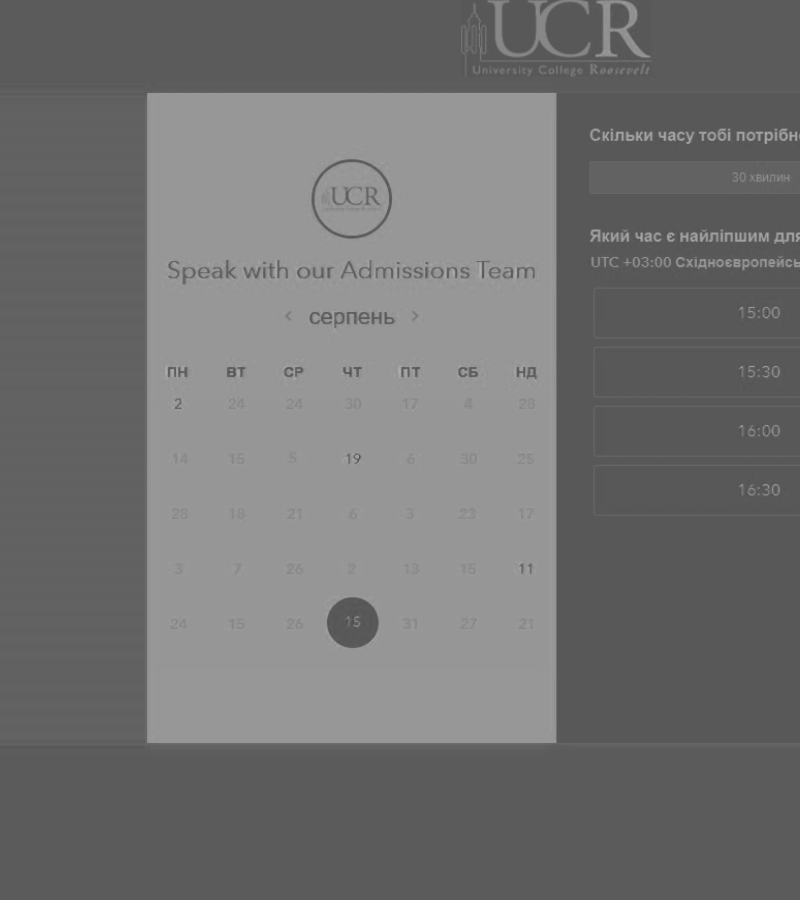 UCR
University College Roosevelt
UCR
Speak with our Admissions Team
‹ серпень ›
ПН ВТ СР ЧТ ПТ СБ НД
2 24 24 30 17 4 28
14 15 5 19 6 30 25
28 18 21 6 3 23 17
3 7 26 2 13 15 11
24 15 26 15 31 27 21
Скільки часу тобі потрібн
30 хвилин
Який час є найліпшим для
UTC +03:00 Східноєвропейсь
15:00
15:30
16:00
16:30